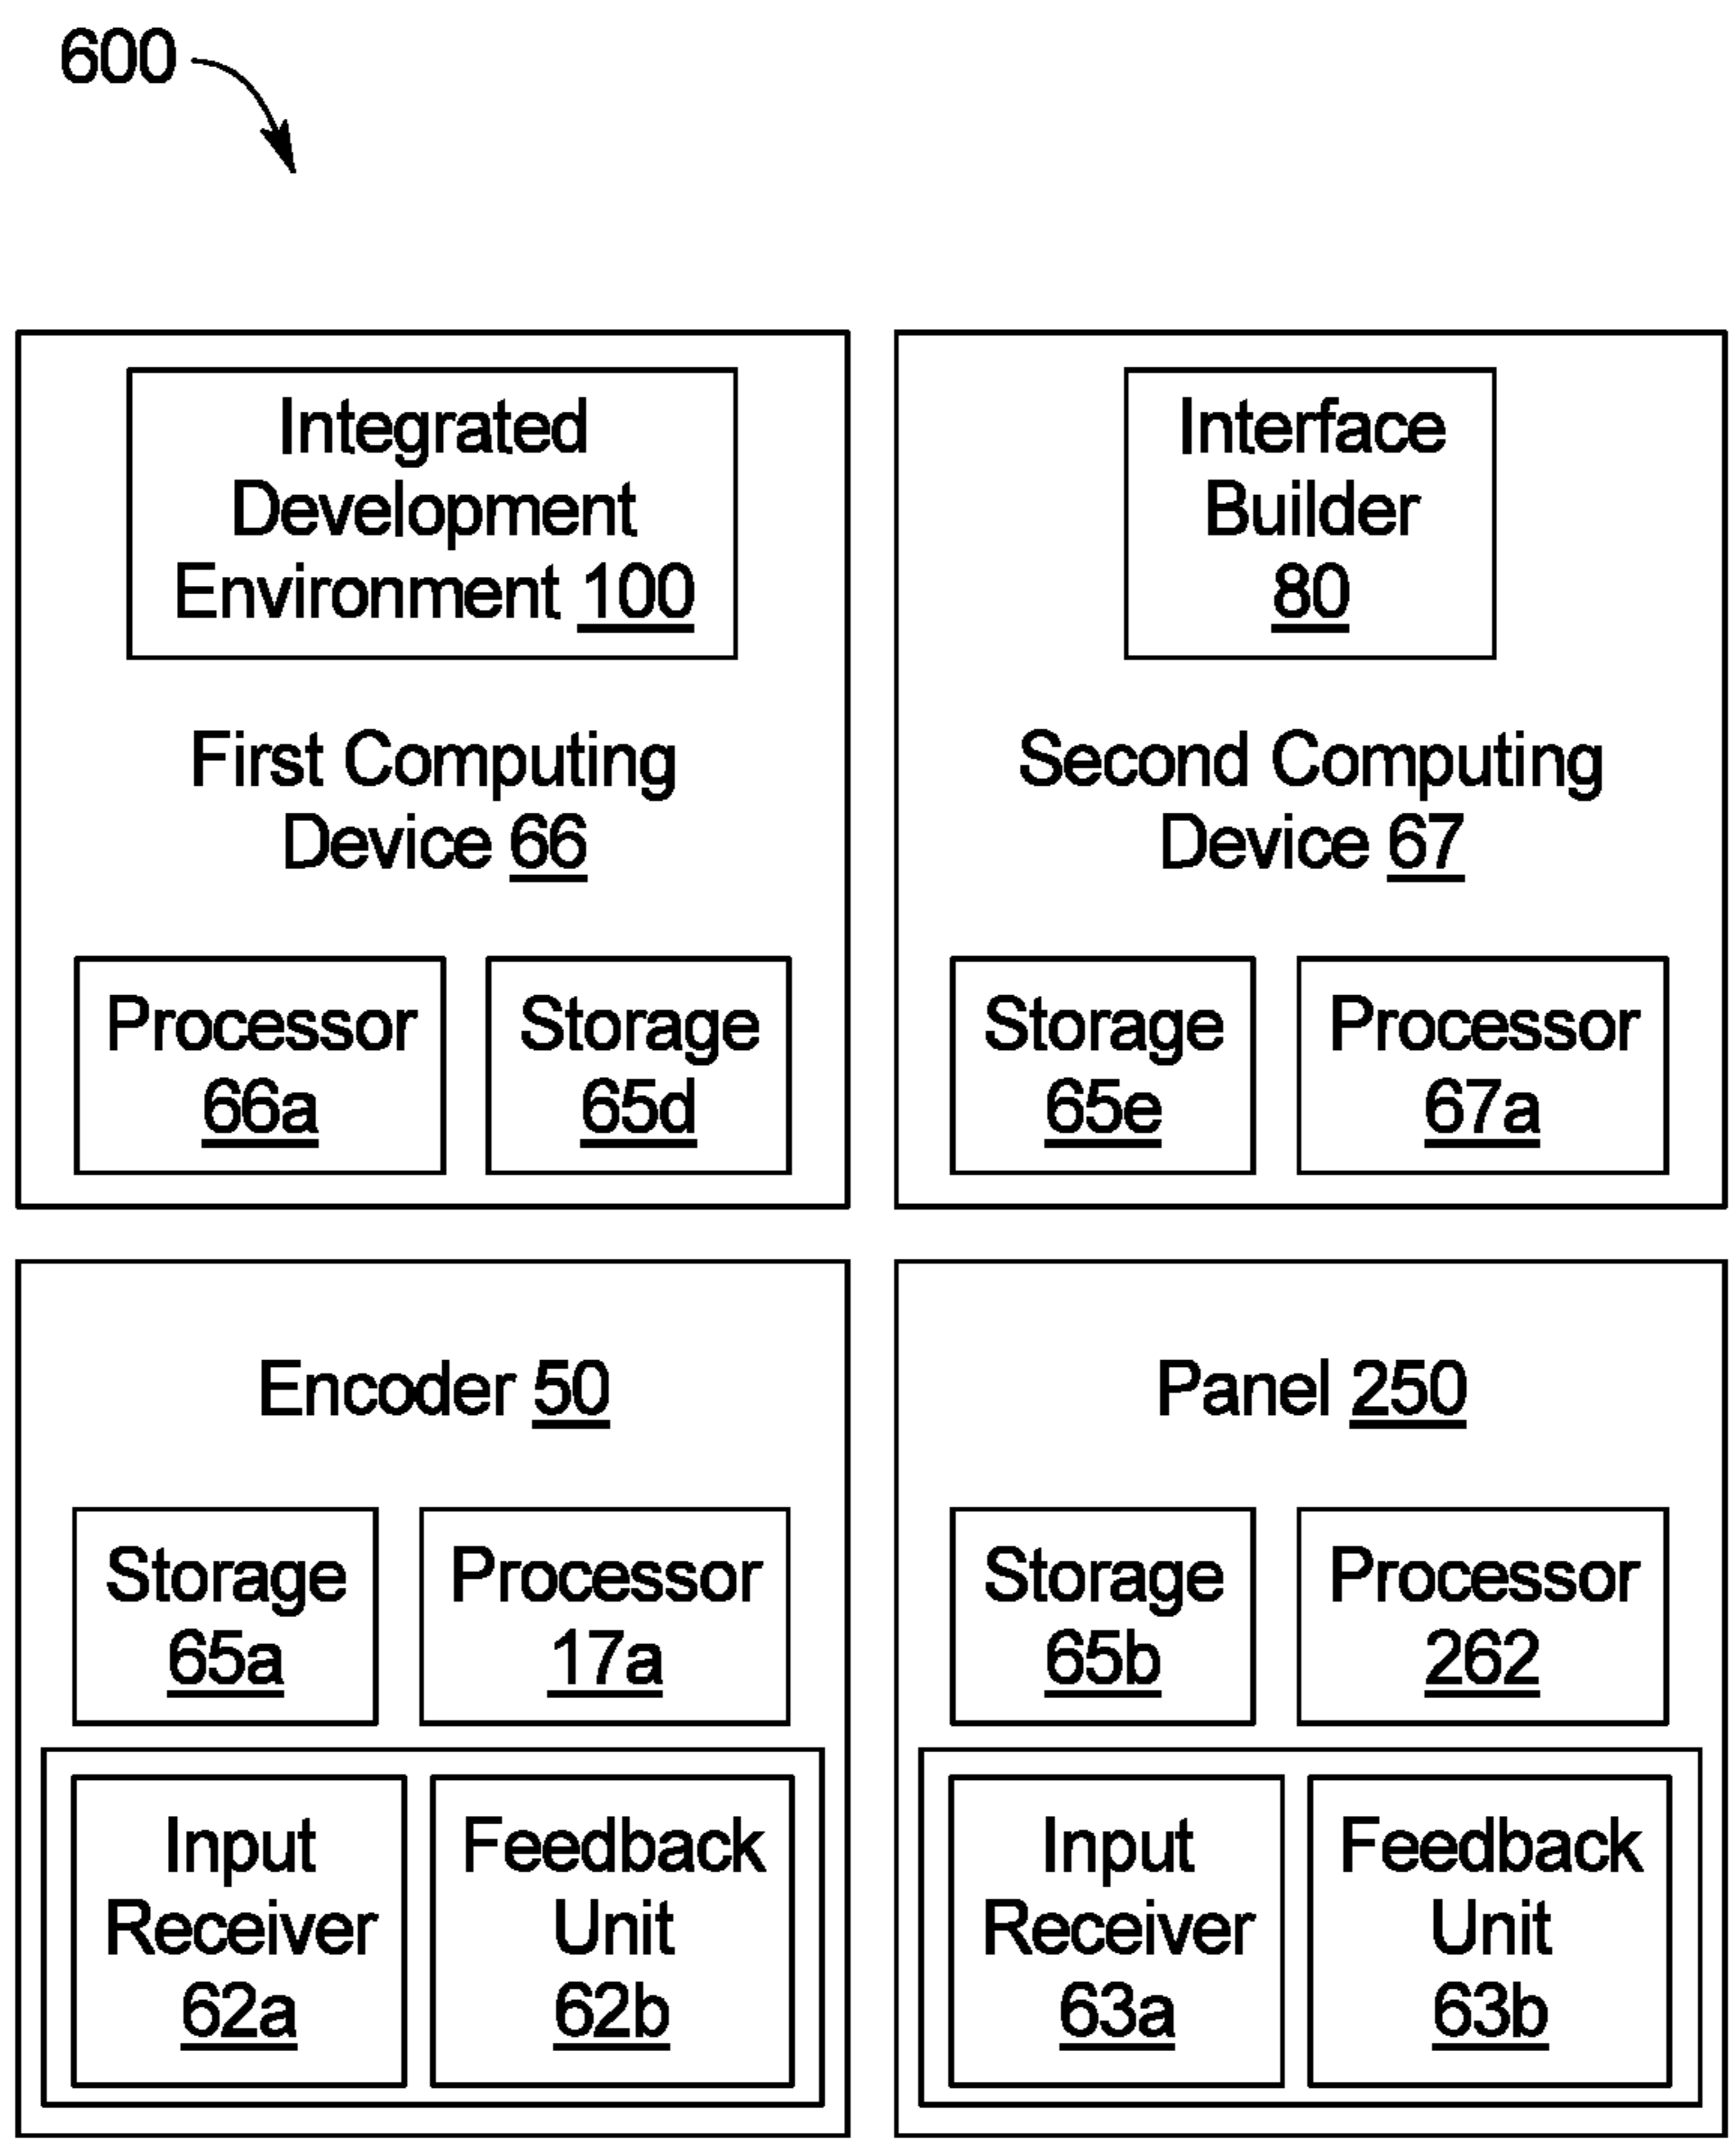 600
Integrated
Development
Environment 100
First Computing
Device 66
Processor
66a
Storage
65d
Interface
Builder
80
Second Computing
Device 67
Storage
65e
Processor
67a
Encoder 50
Storage
65a
Processor
17a
Input
Receiver
62a
Feedback
Unit
62b
Panel 250
Storage
65b
Processor
262
Input
Receiver
63a
Feedback
Unit
63b